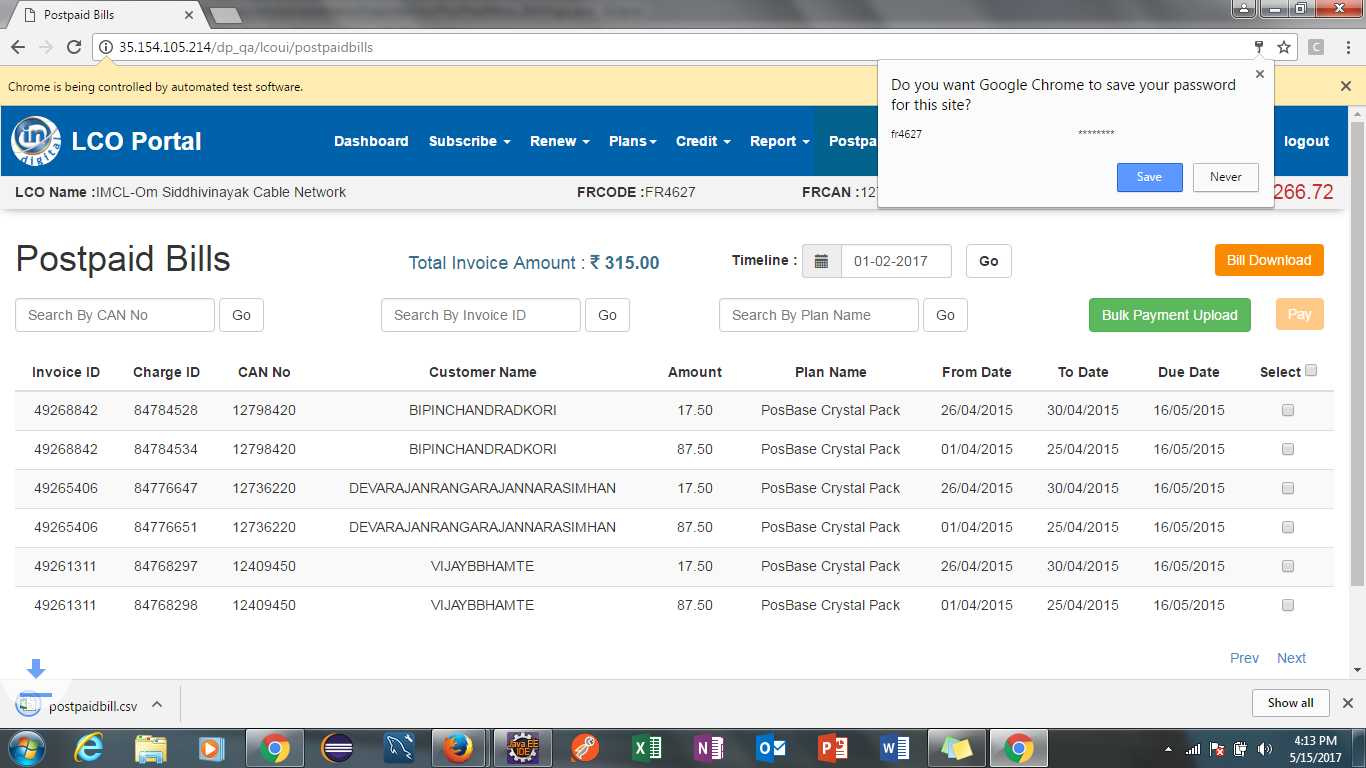 Postpaid Bills
35.154.105.214/dp_qa/lcoui/postpaidbills
C
Chrome is being controlled by automated test software.
Do you want Google Chrome to save your password
for this site?
fr4627 ********
Save Never
in digital LCO Portal Dashboard Subscribe Renew Plans Credit Report Postpa logout
LCO Name :IMCL-Om Siddhivinayak Cable Network FRCODE :FR4627 FRCAN :127 266.72
Postpaid Bills Total Invoice Amount : ₹ 315.00 Timeline : 01-02-2017 Go Bill Download
Search By CAN No Go Search By Invoice ID Go Search By Plan Name Go Bulk Payment Upload Pay
Invoice ID Charge ID CAN No Customer Name Amount Plan Name From Date To Date Due Date Select
49268842 84784528 12798420 BIPINCHANDRADKORI 17.50 PosBase Crystal Pack 26/04/2015 30/04/2015 16/05/2015
49268842 84784534 12798420 BIPINCHANDRADKORI 87.50 PosBase Crystal Pack 01/04/2015 25/04/2015 16/05/2015
49265406 84776647 12736220 DEVARAJANRANGARAJANNARASIMHAN 17.50 PosBase Crystal Pack 26/04/2015 30/04/2015 16/05/2015
49265406 84776651 12736220 DEVARAJANRANGARAJANNARASIMHAN 87.50 PosBase Crystal Pack 01/04/2015 25/04/2015 16/05/2015
49261311 84768297 12409450 VIJAYBBHAMTE 17.50 PosBase Crystal Pack 26/04/2015 30/04/2015 16/05/2015
49261311 84768298 12409450 VIJAYBBHAMTE 87.50 PosBase Crystal Pack 01/04/2015 25/04/2015 16/05/2015
Prev Next
postpaidbill.csv Show all
Java EE IDE
4:13 PM
5/15/2017